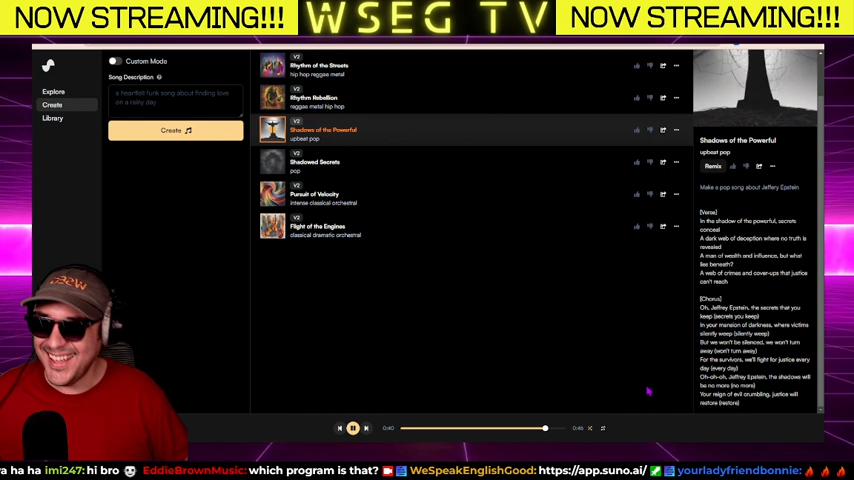 NOW STREAMING!!!
WSEG TV
NOW STREAMING!!!
Explore
Create
Library
Custom Mode
Song Description
a heartfelt funk song about finding love
on a rainy day
Create
V2
Rhythm of the Streets
hip hop reggae metal
V2
Rhythm Rebellion
reggae metal hip hop
V2
Shadows of the Powerful
upbeat pop
V2
Shadowed Secrets
pop
V2
Pursuit of Velocity
intense classical orchestral
V2
Flight of the Engines
classical dramatic orchestral
Shadows of the Powerful
upbeat pop
Remix
Make a pop song about Jeffery Epstein
[Verse]
In the shadow of the powerful, secrets
conceal
A dark web of deception where no truth is
revealed
A man of wealth and influence, but what
lies beneath?
A web of crimes and cover-ups that justice
can't reach
[Chorus]
Oh, Jeffrey Epstein, the secrets that you
keep (secrets you keep)
In your mansion of darkness, where victims
silently weep (silently weep)
But we won't be silenced, we won't turn
away (won't turn away)
For the survivors, we'll fight for justice every
day (every day)
Oh-oh-oh, Jeffrey Epstein, the shadows will
be no more (no more)
Your reign of evil crumbling, justice will
restore (restore)
0:40
0:46
ya ha ha imi247: hi bro EddieBrownMusic: which program is that? WeSpeakEnglishGood: https://app.suno.ai/ yourladyfriendbonnie: